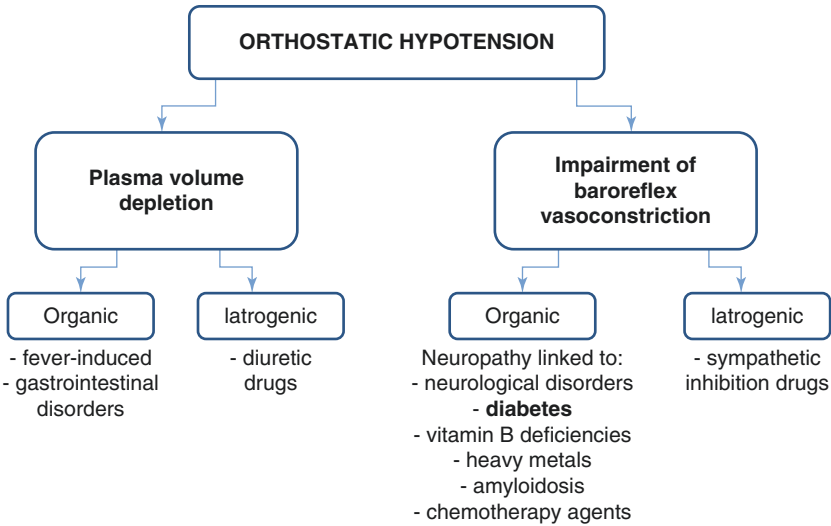 ORTHOSTATIC HYPOTENSION
Plasma volume
depletion
Impairment of
baroreflex
vasoconstriction
Organic
Iatrogenic
Organic
Iatrogenic
- fever-induced
- gastrointestinal
disorders
- diuretic
drugs
Neuropathy linked to:
- neurological disorders
- diabetes
- vitamin B deficiencies
- heavy metals
- amyloidosis
- chemotherapy agents
- sympathetic
inhibition drugs